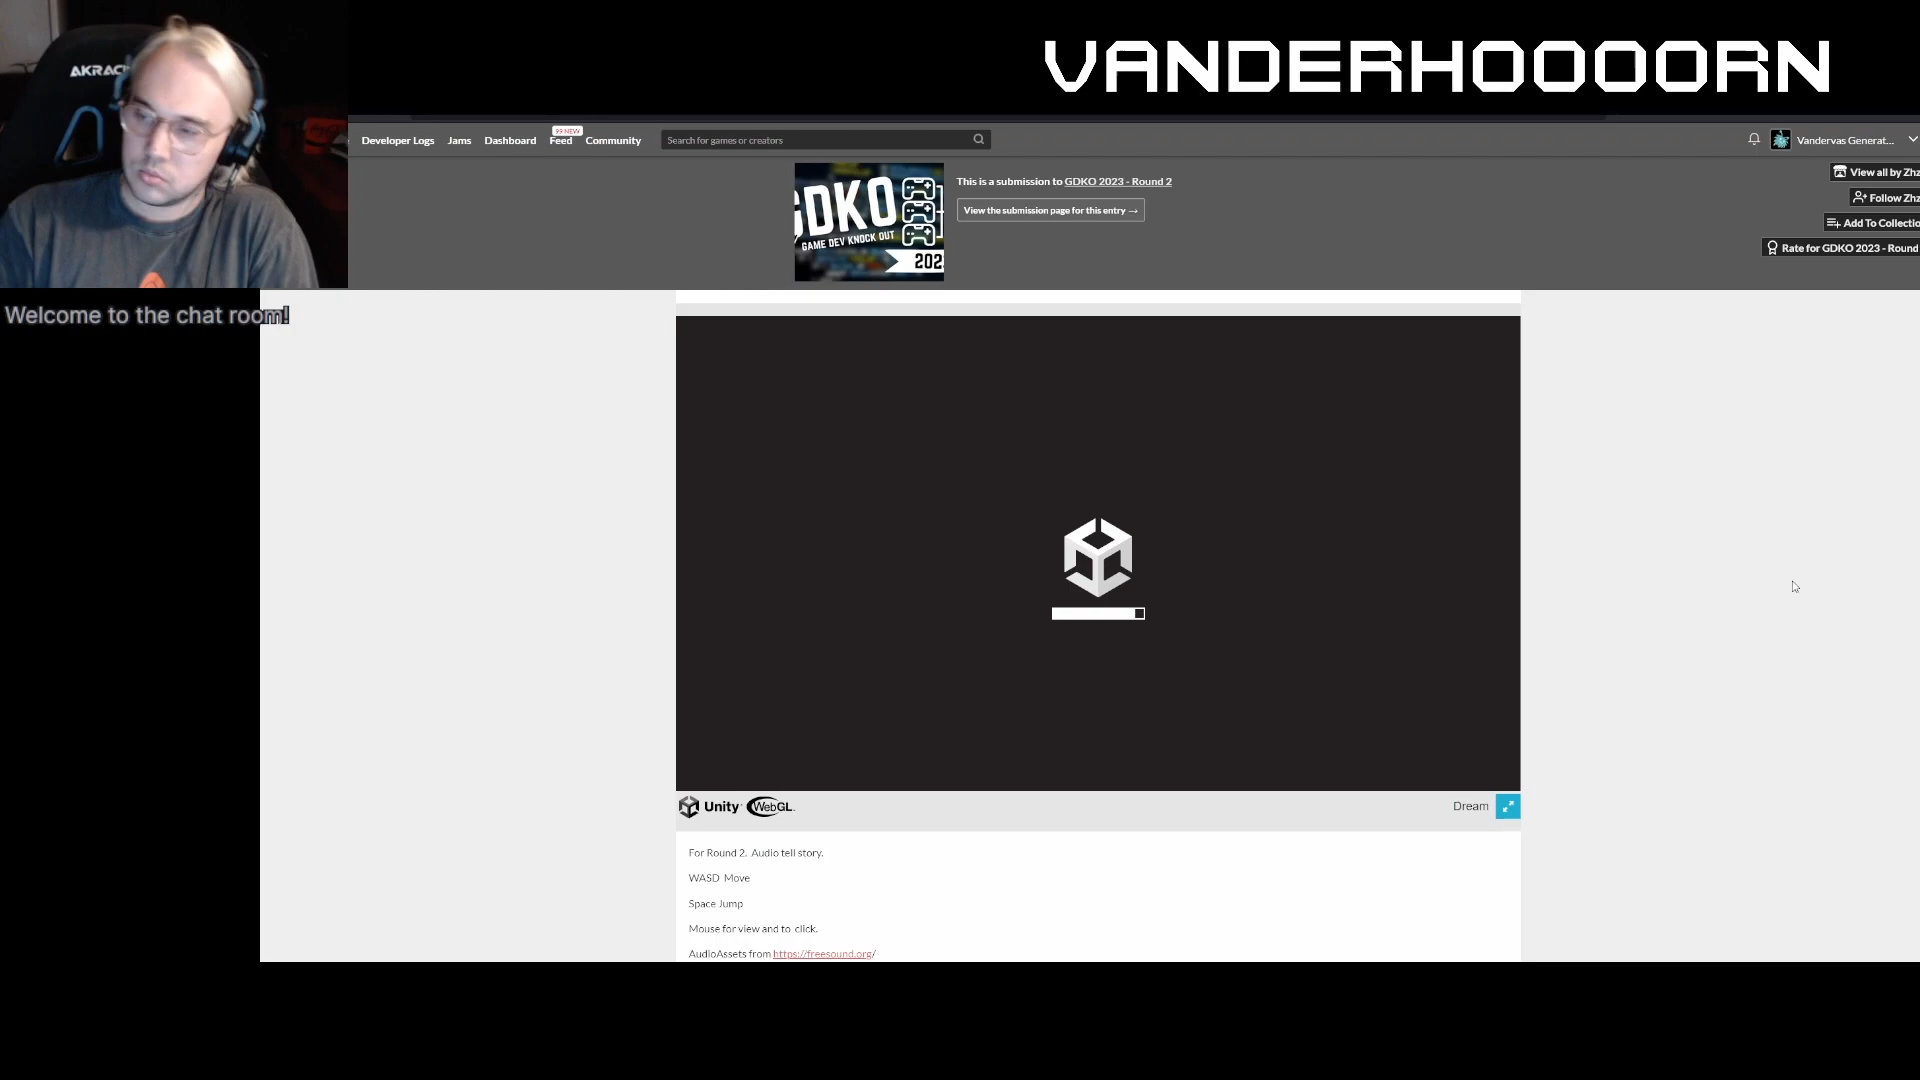 VANDERHOOOORN
AKRAC
Developer Logs Jams Dashboard Feed Community
99 NEW
Search for games or creators
Vandervas Generat...
GDKO
GAME DEV KNOCK OUT
202
This is a submission to GDKO 2023 - Round 2
View the submission page for this entry →
View all by Zhz
Follow Zhz
Add To Collectio
Rate for GDKO 2023 - Round
Welcome to the chat room!
Unity WebGL
Dream
For Round 2. Audio tell story.
WASD Move
Space Jump
Mouse for view and to click.
AudioAssets from https://freesound.org/